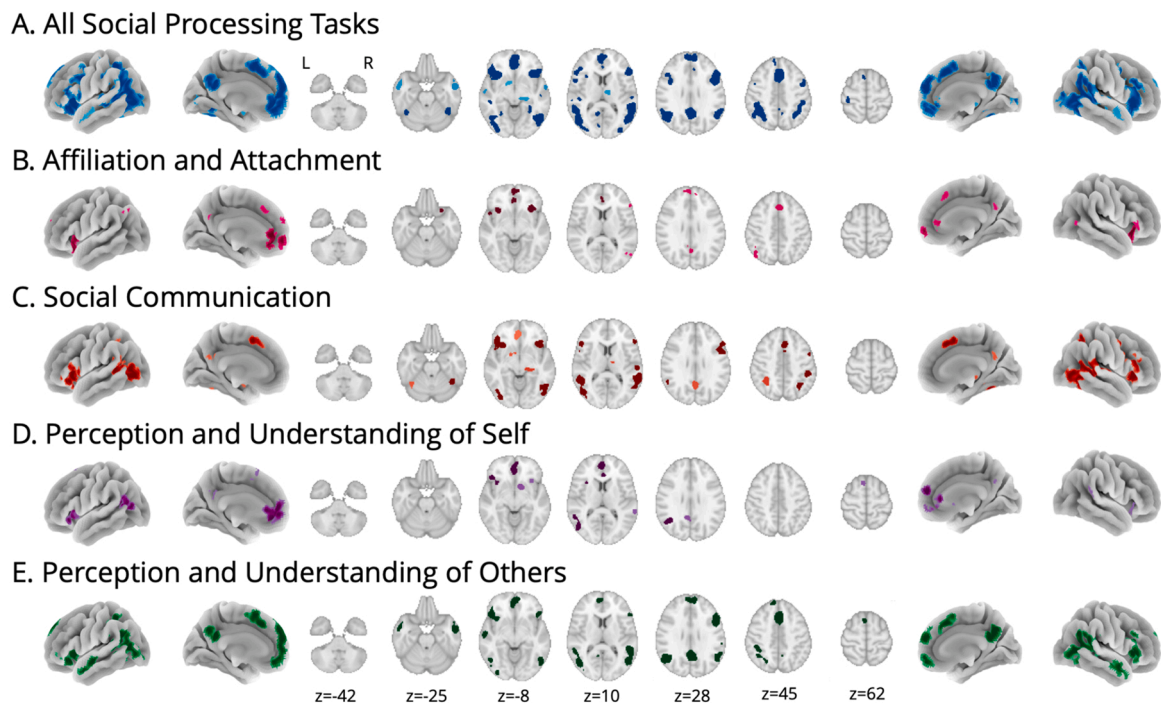 A. All Social Processing Tasks
L R
B. Affiliation and Attachment
C. Social Communication
D. Perception and Understanding of Self
E. Perception and Understanding of Others
z=-42 z=-25 z=-8 z=10 z=28 z=45 z=62